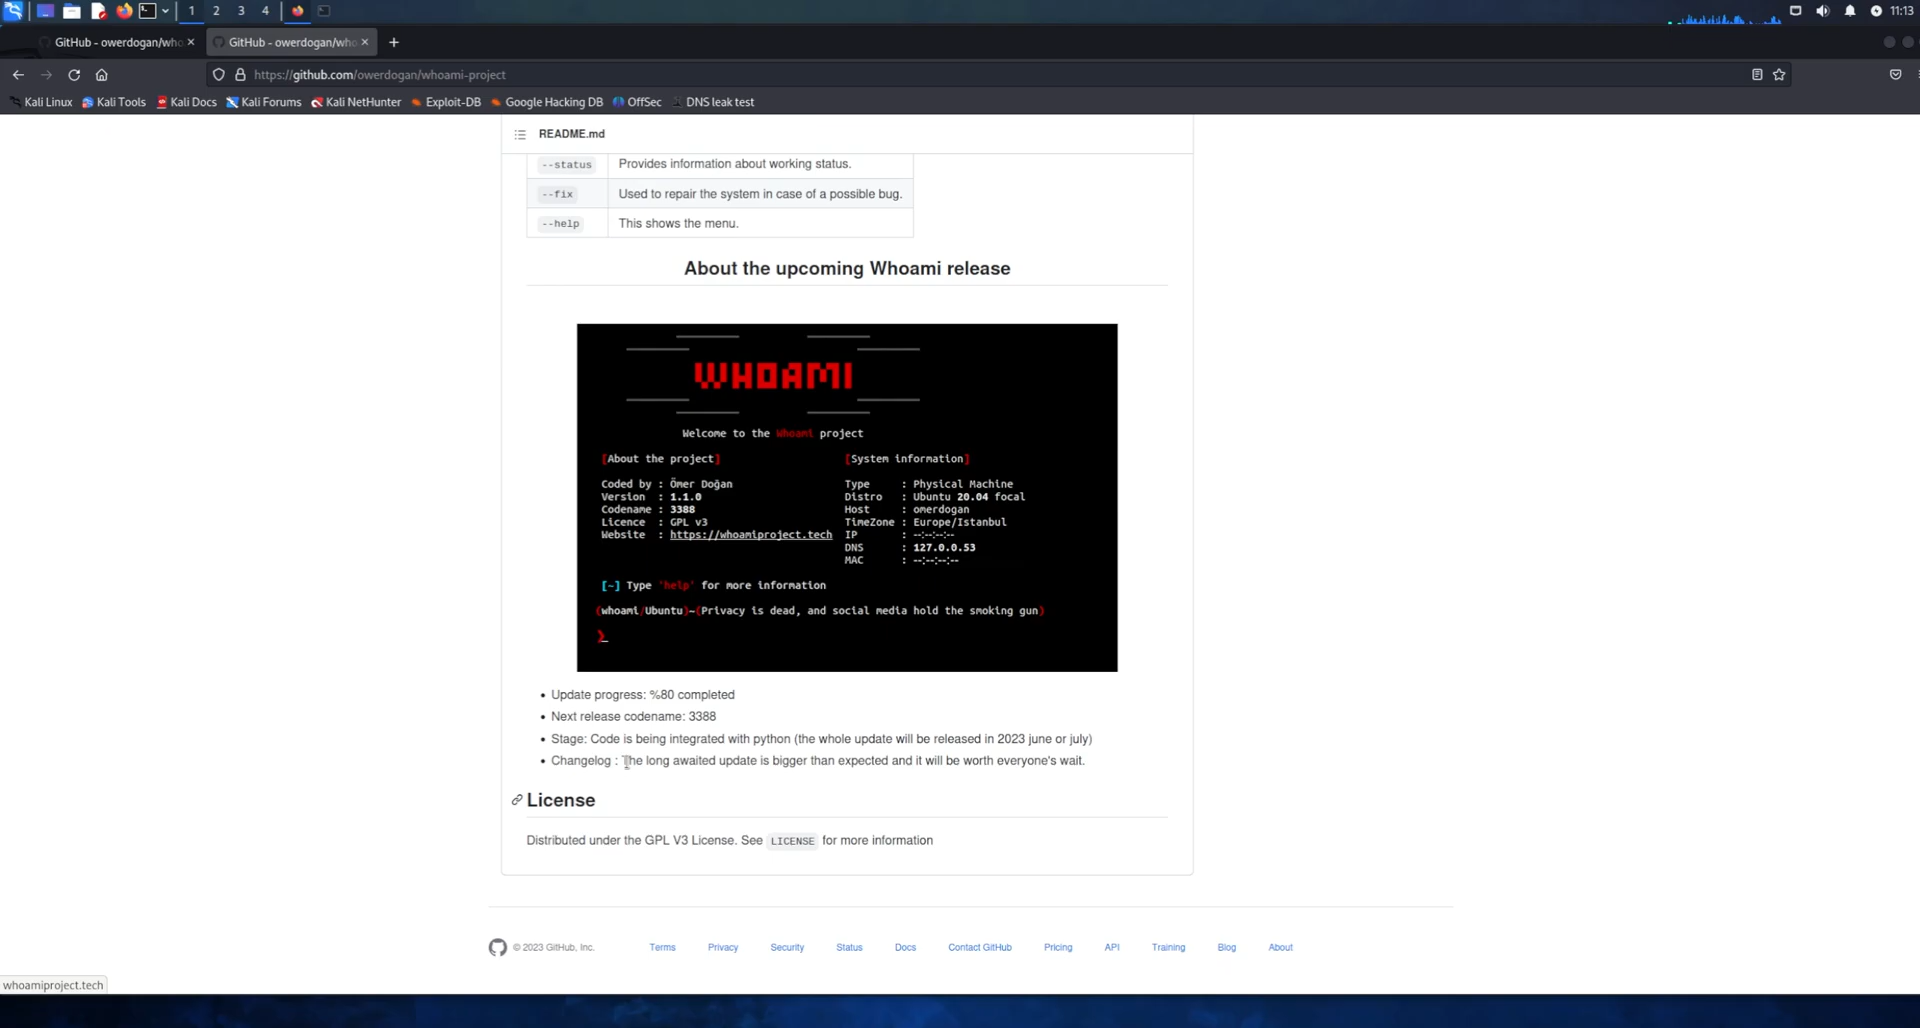 1 2 3 4 11:13
GitHub - owerdogan/who × GitHub - owerdogan/who × +
https://github.com/owerdogan/whoami-project
Kali Linux Kali Tools Kali Docs Kali Forums Kali NetHunter Exploit-DB Google Hacking DB OffSec DNS leak test
README.md
--status Provides information about working status.
--fix Used to repair the system in case of a possible bug.
--help This shows the menu.
About the upcoming Whoami release
WHOAMI
Welcome to the Whoami project
[About the project] [System information]
Coded by : Ömer Doğan Type : Physical Machine
Version : 1.1.0 Distro : Ubuntu 20.04 focal
Codename : 3388 Host : omerdogan
Licence : GPL v3 TimeZone : Europe/Istanbul
Website : https://whoamiproject.tech IP : --:--:--:--
DNS : 127.0.0.53
MAC : --:--:--:--
[~] Type 'help' for more information
(whoami/Ubuntu)~(Privacy is dead, and social media hold the smoking gun)
❯_
• Update progress: %80 completed
• Next release codename: 3388
• Stage: Code is being integrated with python (the whole update will be released in 2023 june or july)
• Changelog : The long awaited update is bigger than expected and it will be worth everyone's wait.
License
Distributed under the GPL V3 License. See LICENSE for more information
© 2023 GitHub, Inc. Terms Privacy Security Status Docs Contact GitHub Pricing API Training Blog About
whoamiproject.tech